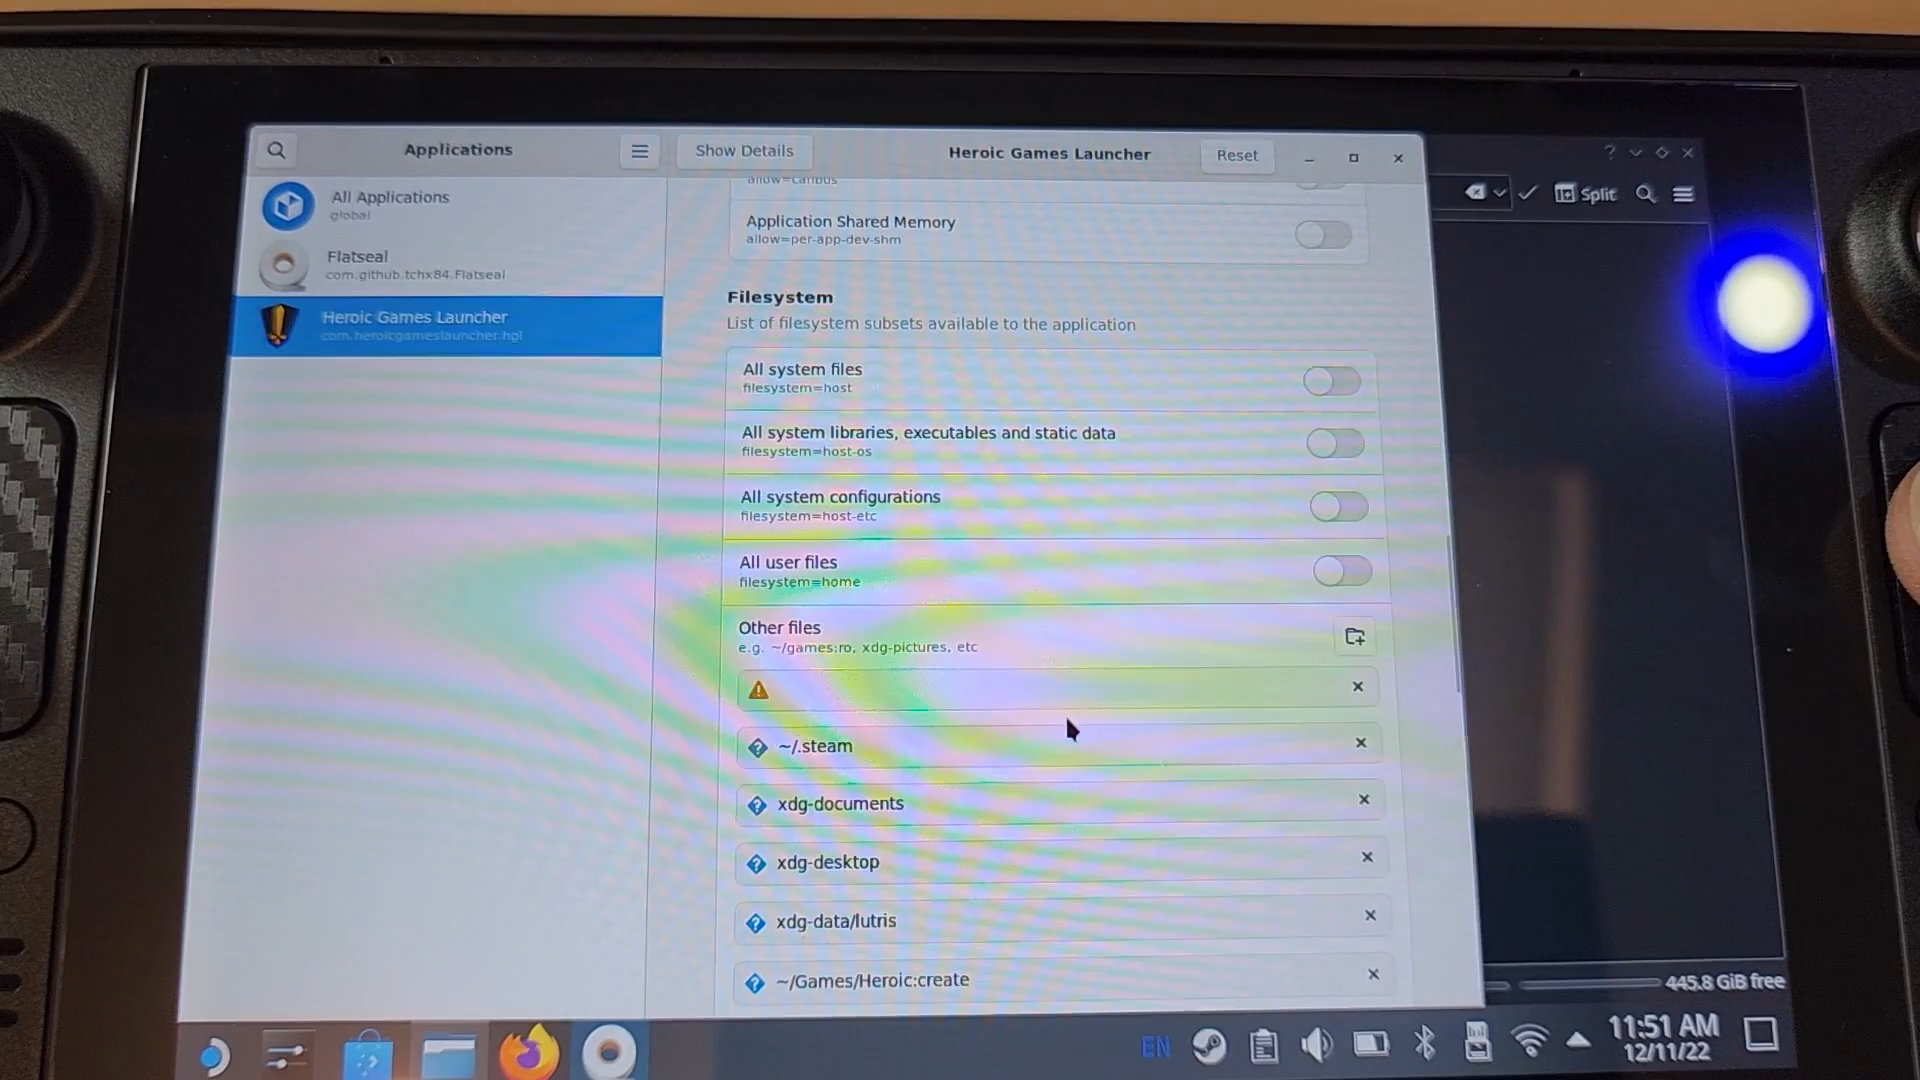 Applications
Show Details
Heroic Games Launcher
Reset
All Applications
global
Flatseal
com.github.tchx84.Flatseal
Heroic Games Launcher
com.heroicgameslauncher.hgl
allow=canbus
Application Shared Memory
allow=per-app-dev-shm
Filesystem
List of filesystem subsets available to the application
All system files
filesystem=host
All system libraries, executables and static data
filesystem=host-os
All system configurations
filesystem=host-etc
All user files
filesystem=home
Other files
e.g. ~/games:ro, xdg-pictures, etc
~/.steam
xdg-documents
xdg-desktop
xdg-data/lutris
~/Games/Heroic:create
Split
445.8 GiB free
EN
11:51 AM
12/11/22